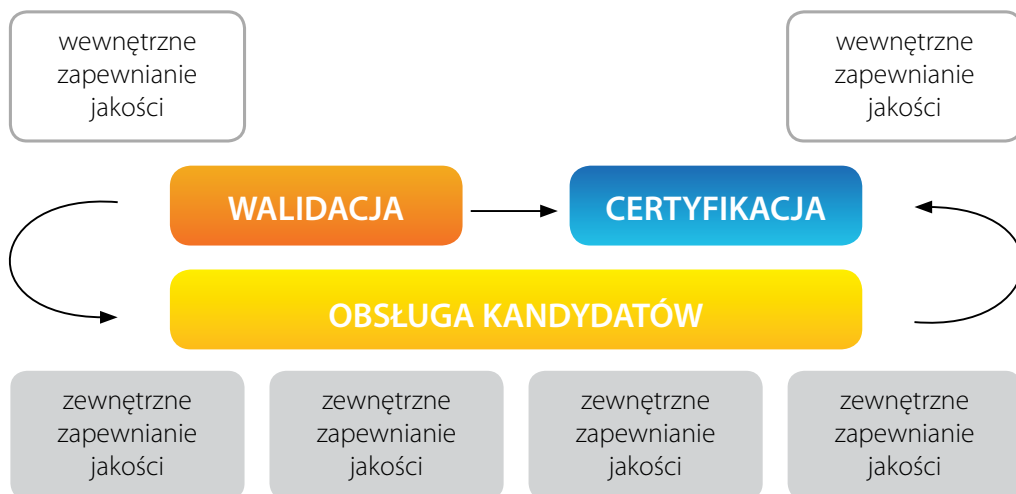 wewnętrzne
zapewnianie
jakości
wewnętrzne
zapewnianie
jakości
WALIDACJA
CERTYFIKACJA
OBSŁUGA KANDYDATÓW
zewnętrzne
zapewnianie
jakości
zewnętrzne
zapewnianie
jakości
zewnętrzne
zapewnianie
jakości
zewnętrzne
zapewnianie
jakości